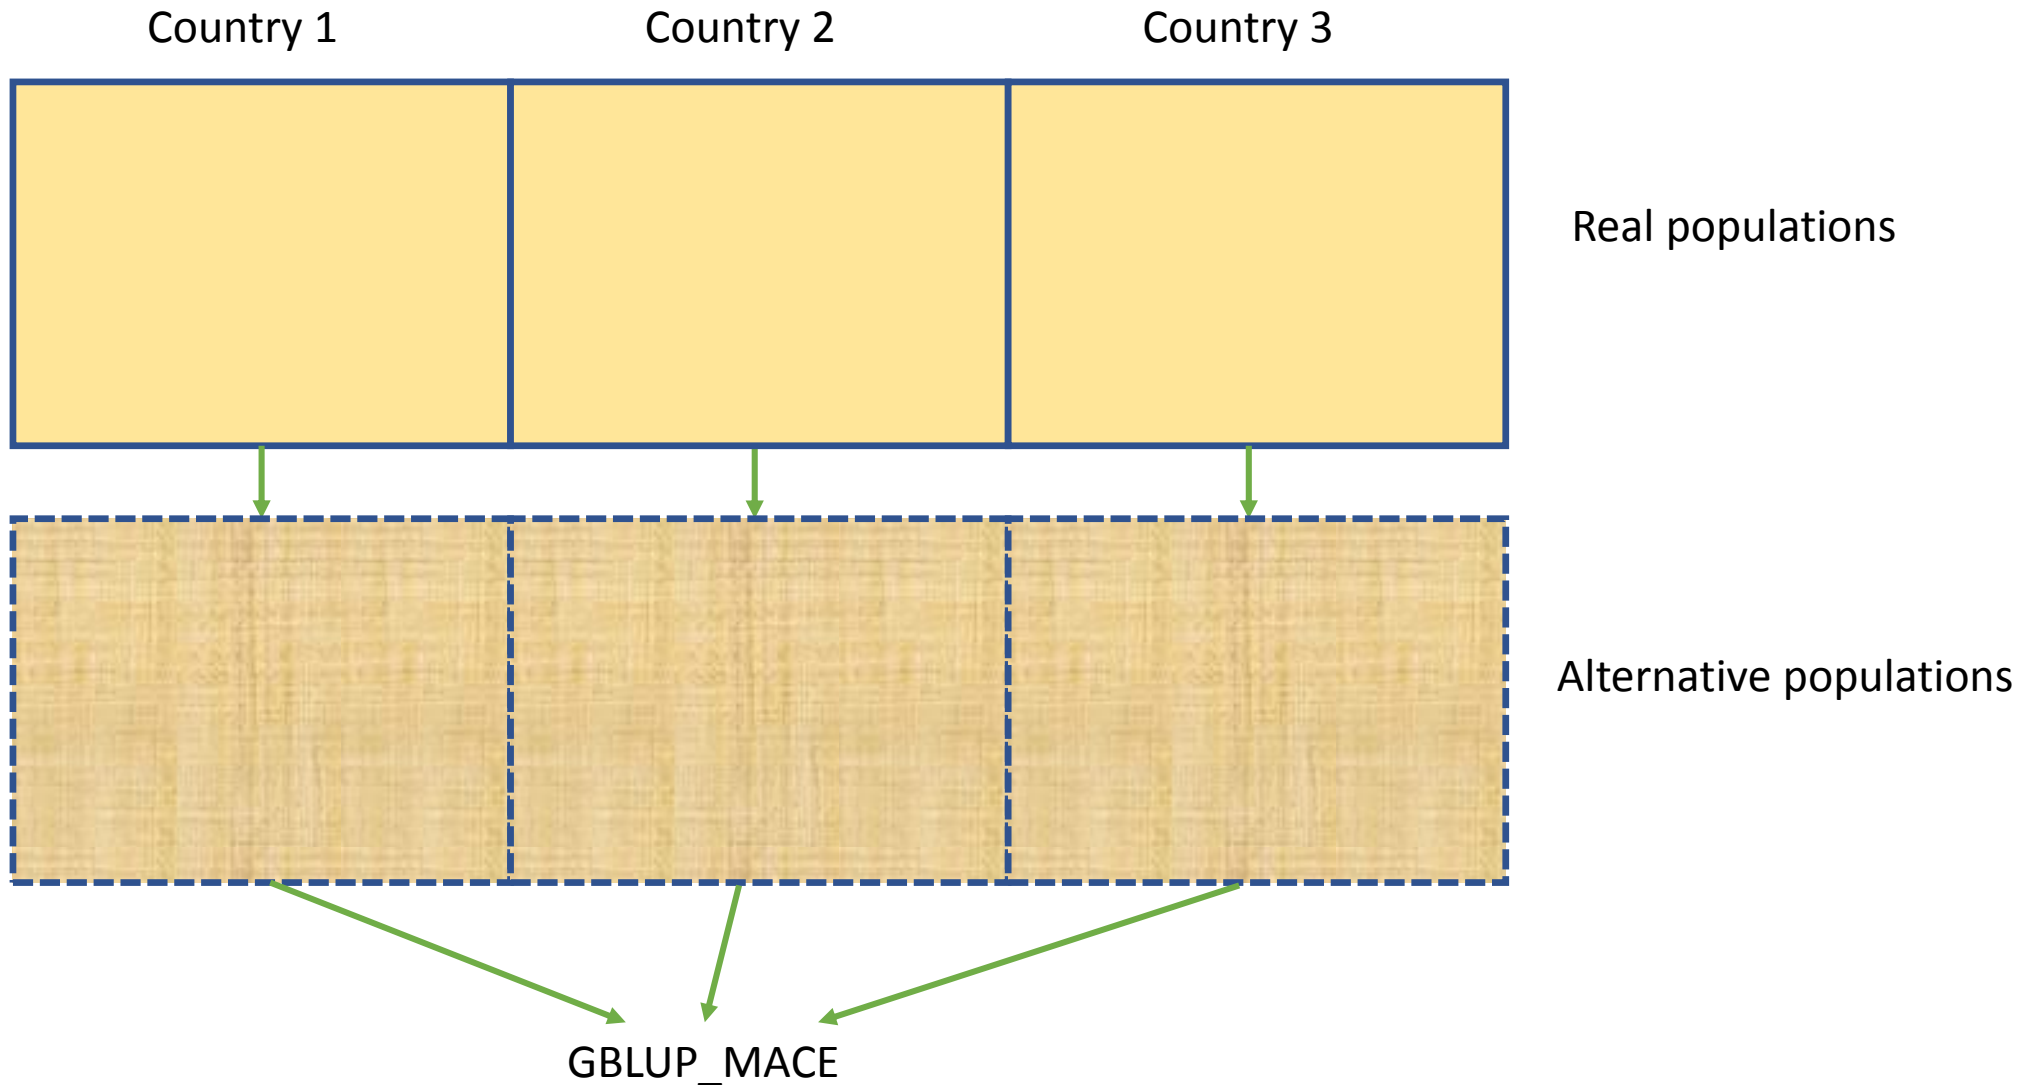 Country 1
Country 2
Country 3
Real populations
Alternative populations
GBLUP_MACE